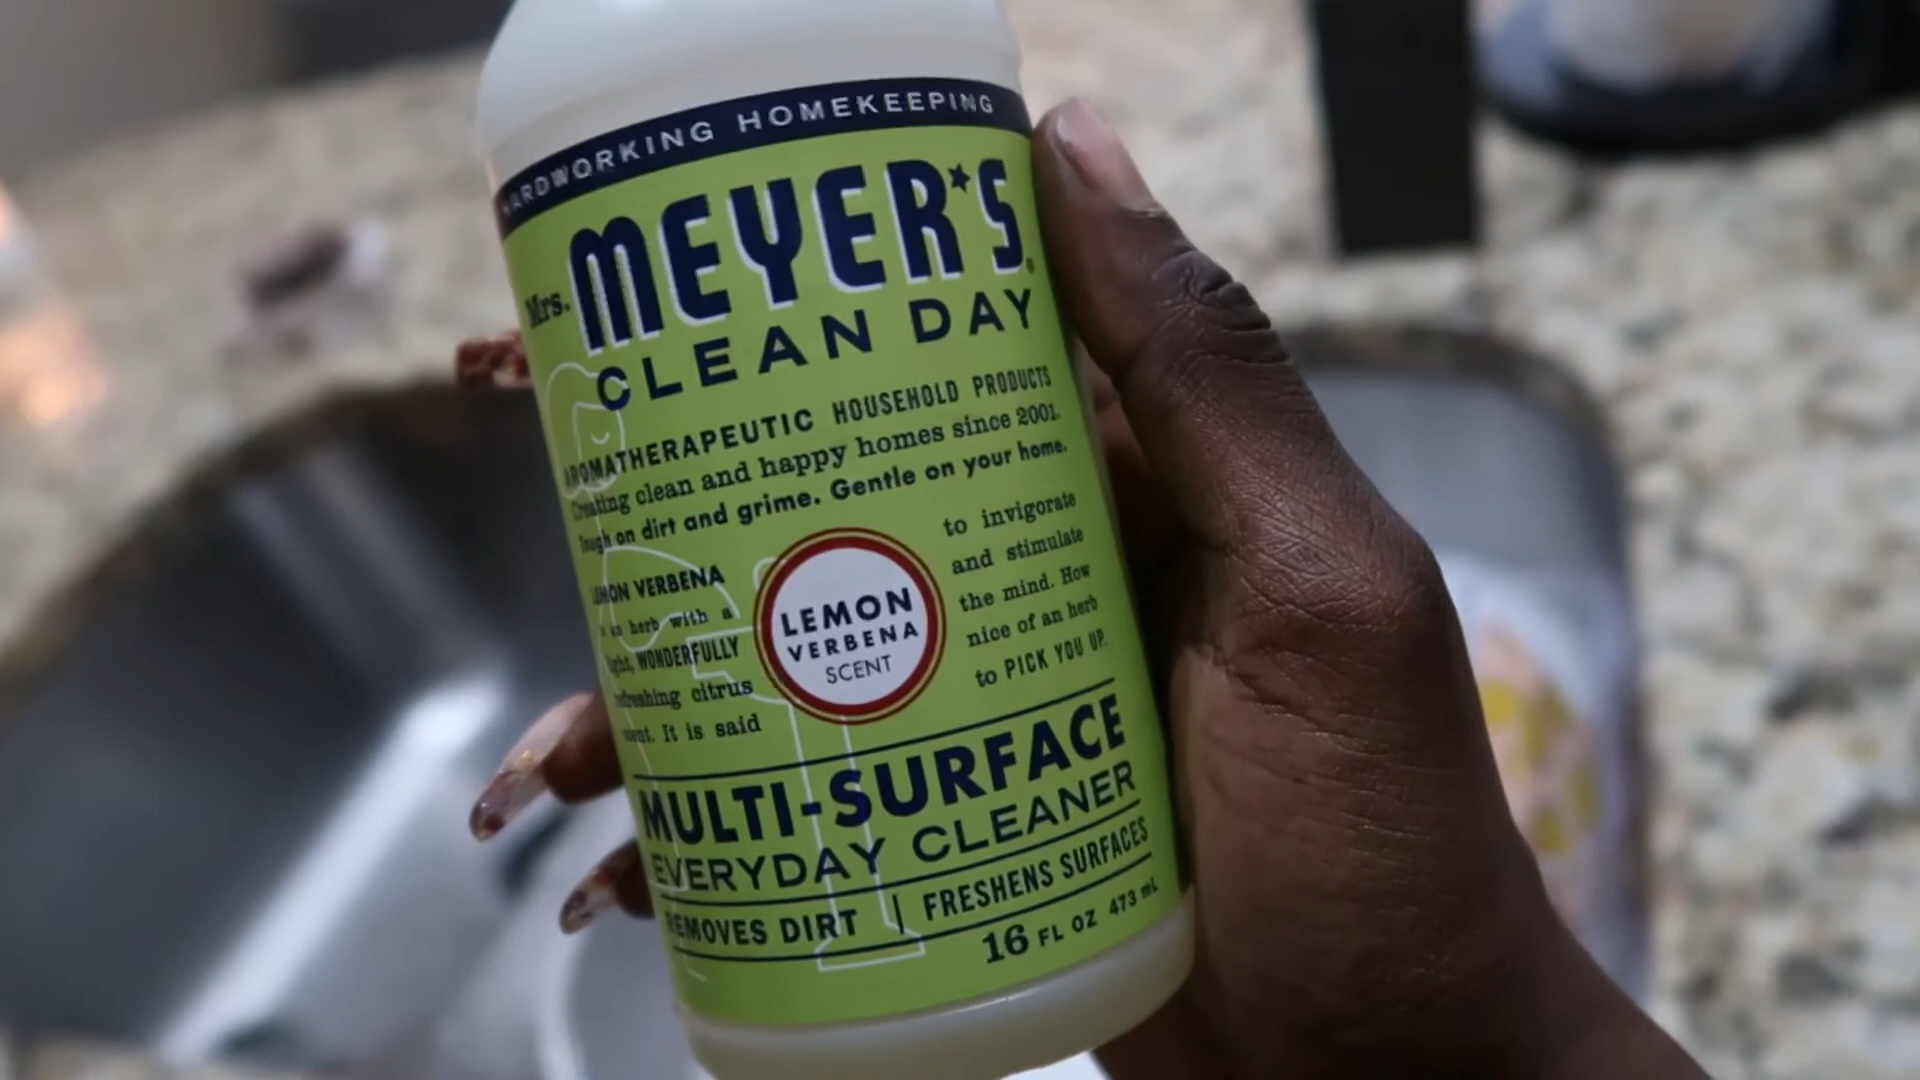 HARDWORKING HOMEKEEPING
Mrs. MEYER'S
CLEAN DAY
AROMATHERAPEUTIC HOUSEHOLD PRODUCTS
Creating clean and happy homes since 2001.
Tough on dirt and grime. Gentle on your home.
LEMON VERBENA
is an herb with a
light, WONDERFULLY
refreshing citrus
scent. It is said
LEMON
VERBENA
SCENT
to invigorate
and stimulate
the mind. How
nice of an herb
to PICK YOU UP.
MULTI-SURFACE
EVERYDAY CLEANER
REMOVES DIRT | FRESHENS SURFACES
16 FL OZ 473 mL